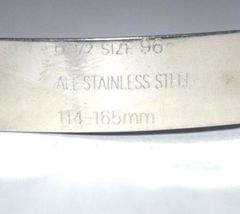 6 1/2 SIZE 96
ALL STAINLESS STEEL
114-165mm